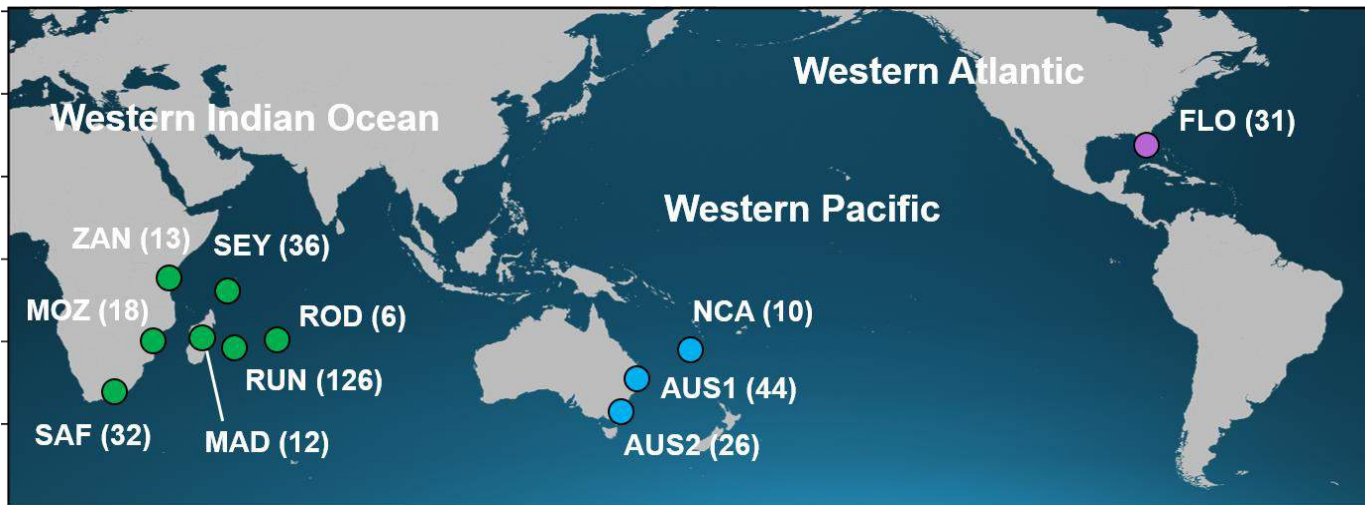 Western Atlantic
Western Indian Ocean
FLO (31)
Western Pacific
ZAN (13)
SEY (36)
MOZ (18)
ROD (6)
NCA (10)
RUN (126)
AUS1 (44)
SAF (32)
MAD (12)
AUS2 (26)